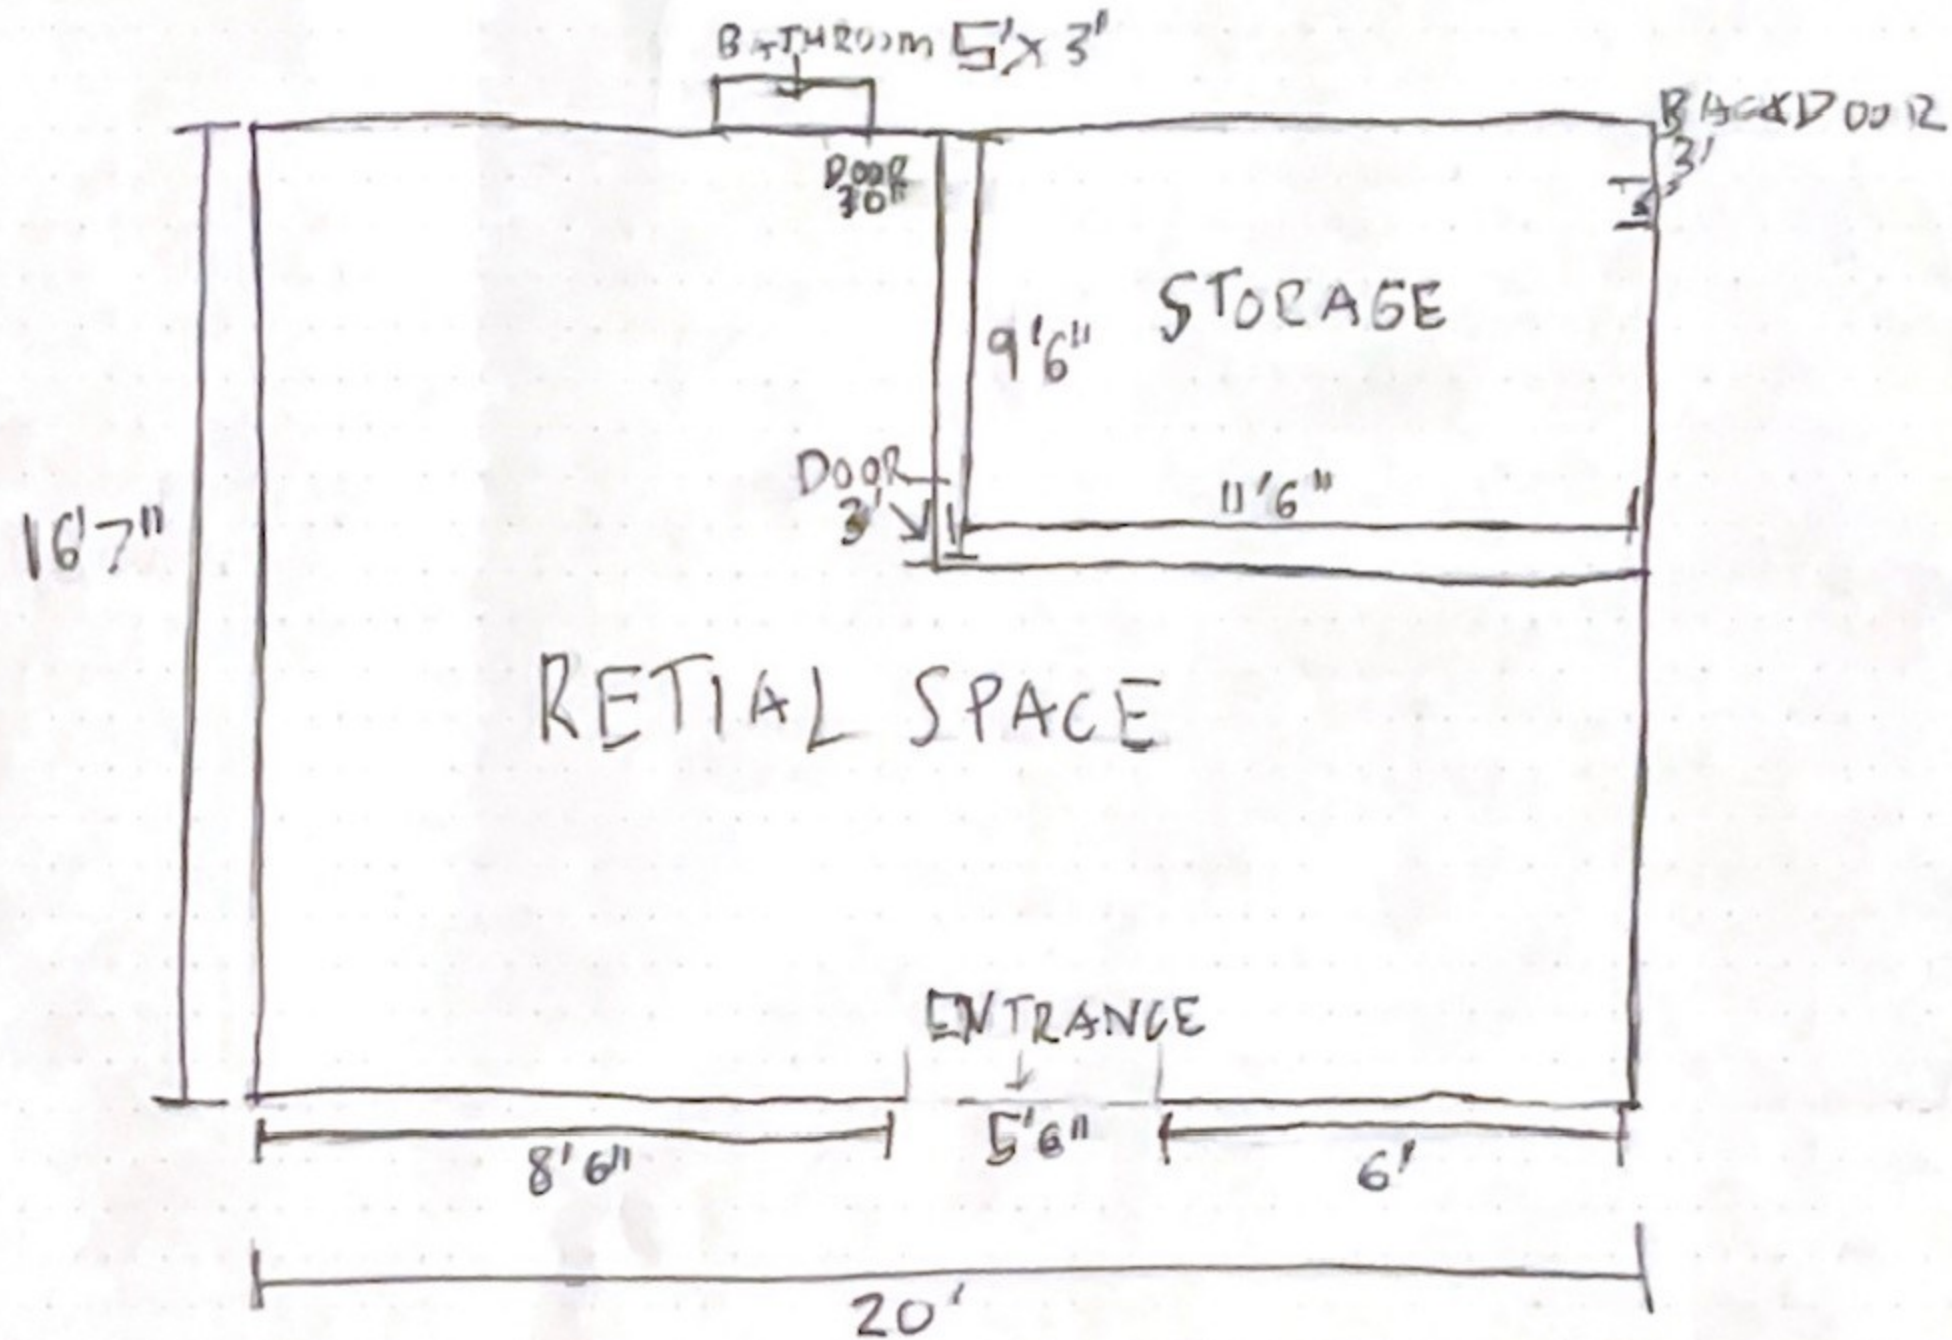 BATHROOM 5'x3'
BACKDOOR
3'
DOOR
30"
STORAGE
9'6"
DOOR
3'
11'6"
16'7"
RETIAL SPACE
ENTRANCE
5'6"
8'6"
6'
20'